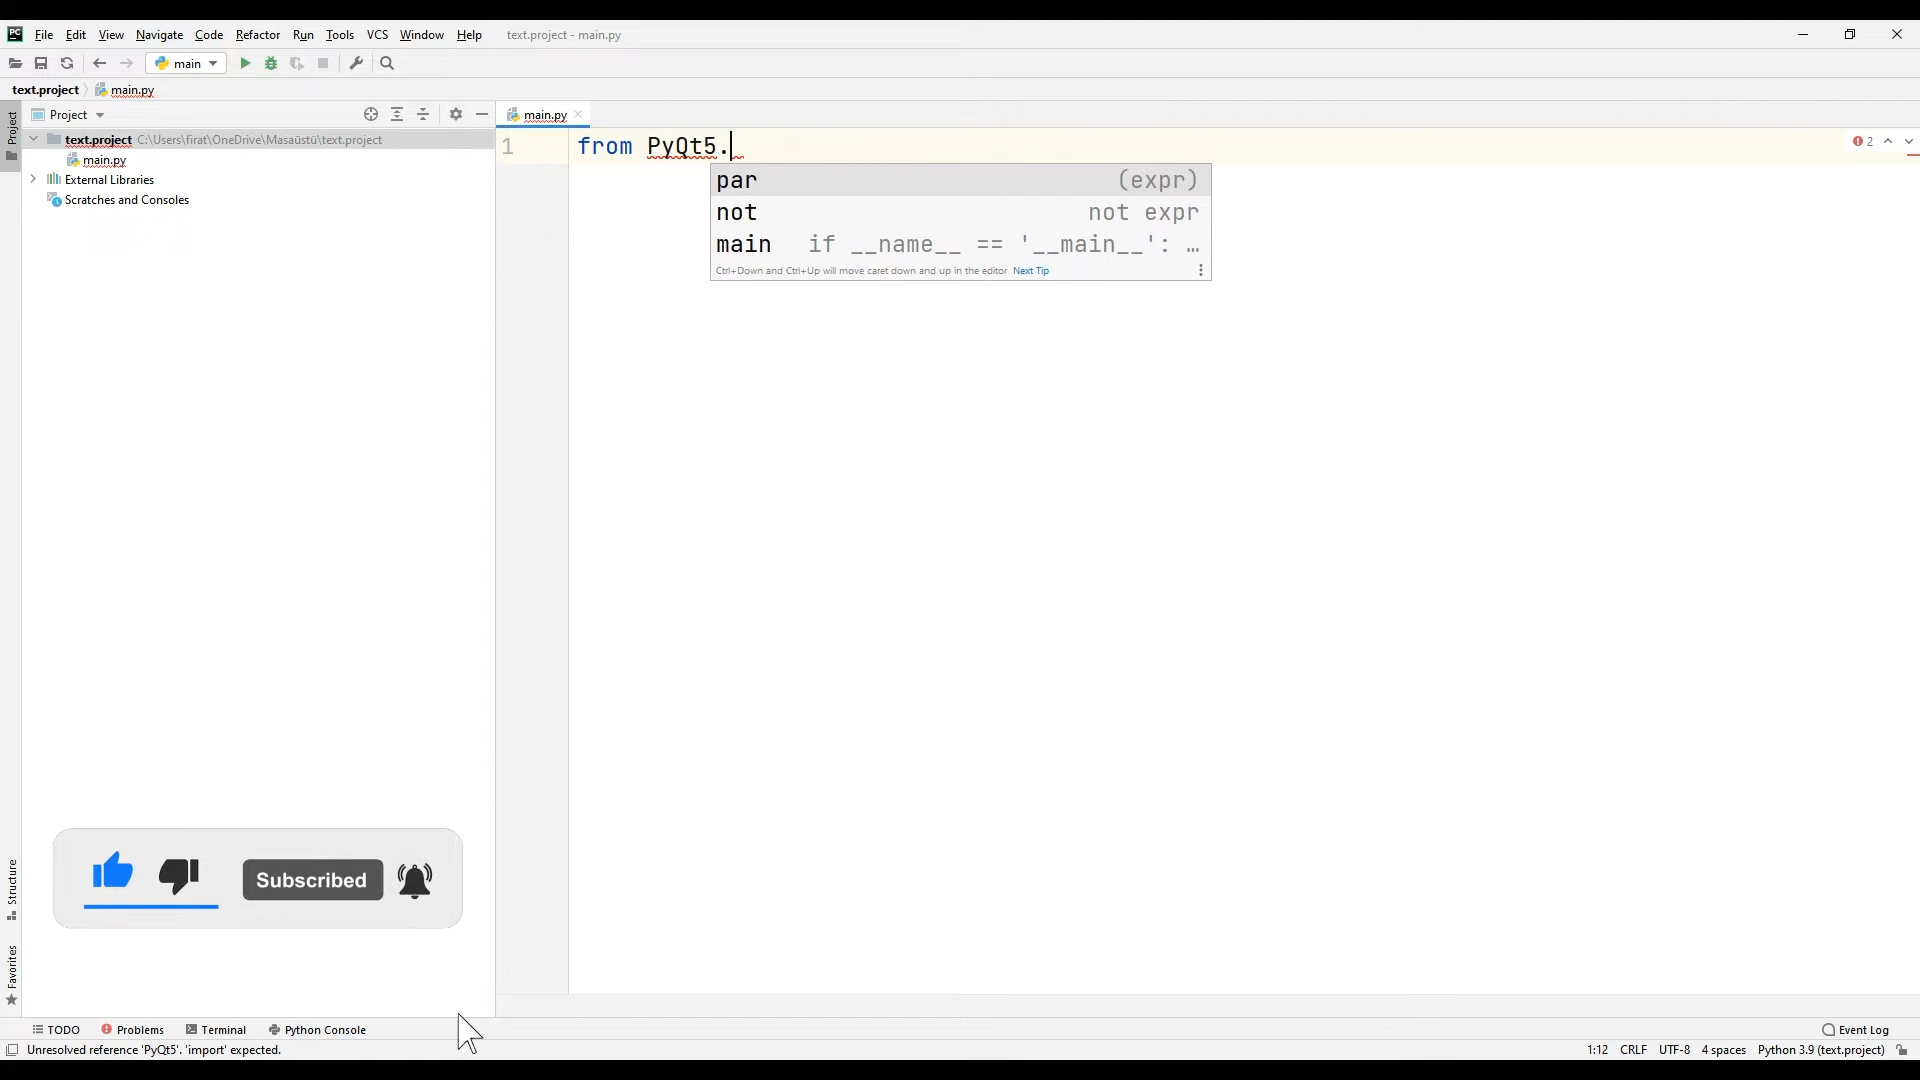 PC File Edit View Navigate Code Refactor Run Tools VCS Window Help text.project - main.py
main
text.project main.py
Project
Project
main.py
text.project C:\Users\firat\OneDrive\Masaüstü\text.project
main.py
External Libraries
Scratches and Consoles
1 from PyQt5.
2
par (expr)
not not expr
main if __name__ == '__main__': …
Ctrl+Down and Ctrl+Up will move caret down and up in the editor Next Tip
Subscribed
Structure
Favorites
TODO Problems Terminal Python Console Event Log
Unresolved reference 'PyQt5'. 'import' expected. 1:12 CRLF UTF-8 4 spaces Python 3.9 (text.project)